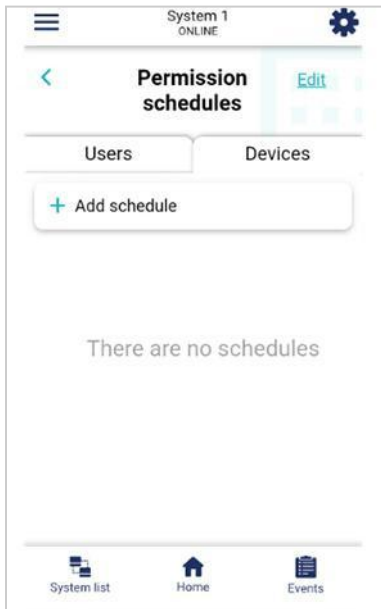 System 1
ONLINE
Permission
schedules
Edit
Users
Devices
+ Add schedule
There are no schedules
System list
Home
Events